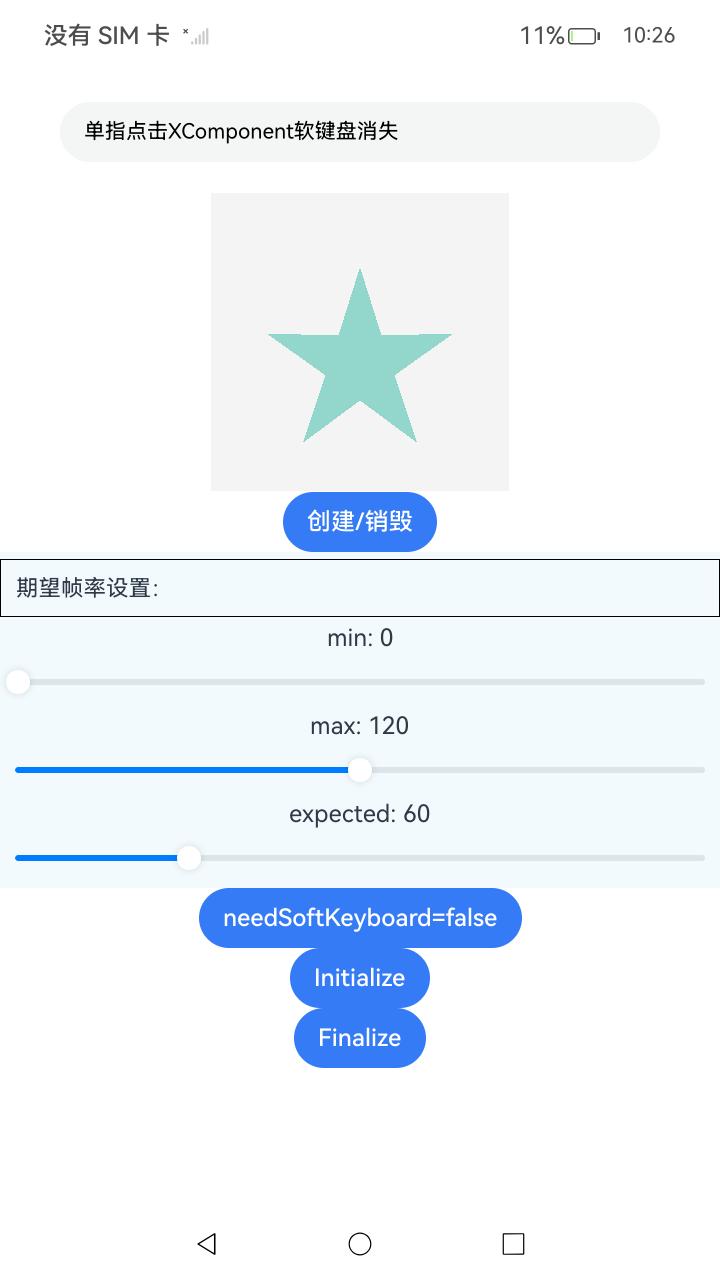 没有 SIM 卡
11%
10:26
单指点击XComponent软键盘消失
创建/销毁
期望帧率设置:
min: 0
max: 120
expected: 60
needSoftKeyboard=false
Initialize
Finalize